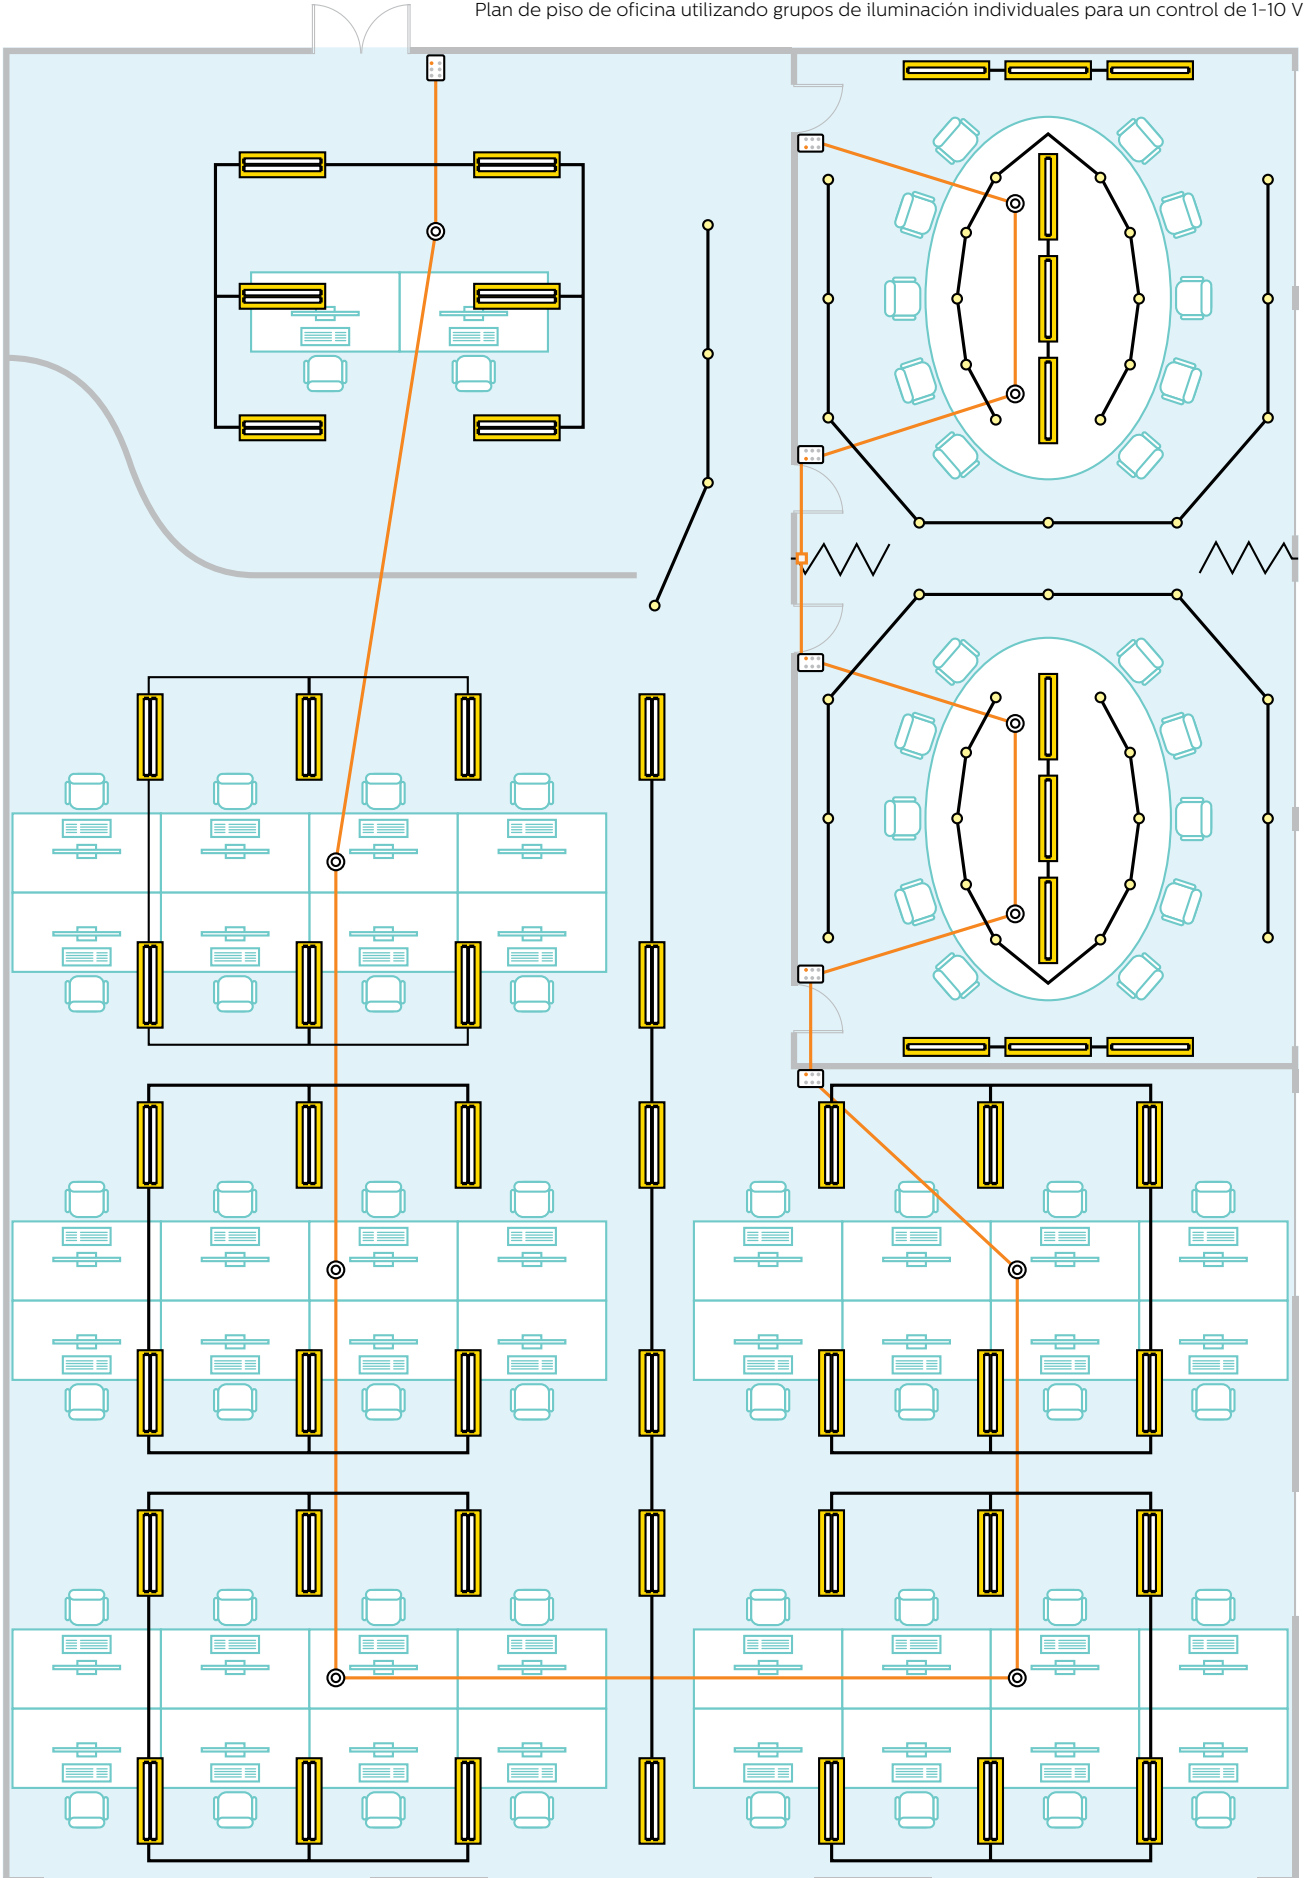 Plan de piso de oficina utilizando grupos de iluminación individuales para un control de 1-10 V